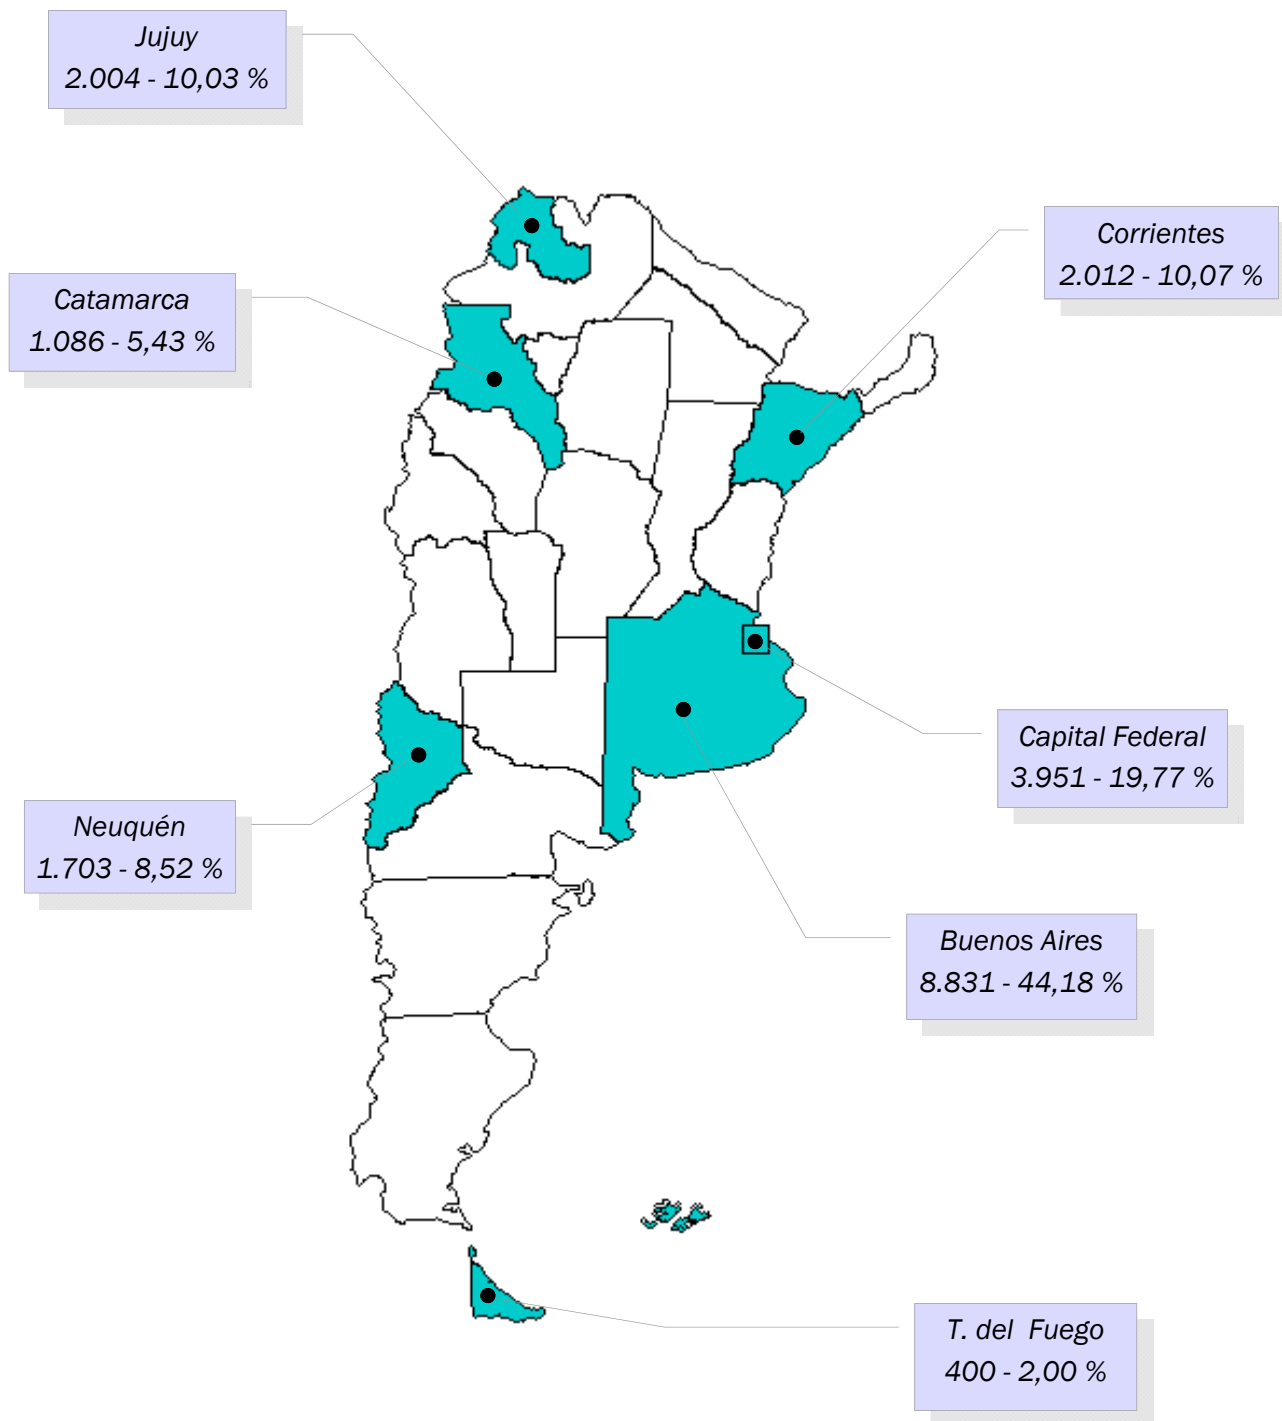 Jujuy
2.004 - 10,03 %
Corrientes
2.012 - 10,07 %
Catamarca
1.086 - 5,43 %
Capital Federal
3.951 - 19,77 %
Neuquén
1.703 - 8,52 %
Buenos Aires
8.831 - 44,18 %
T. del  Fuego
400 - 2,00 %